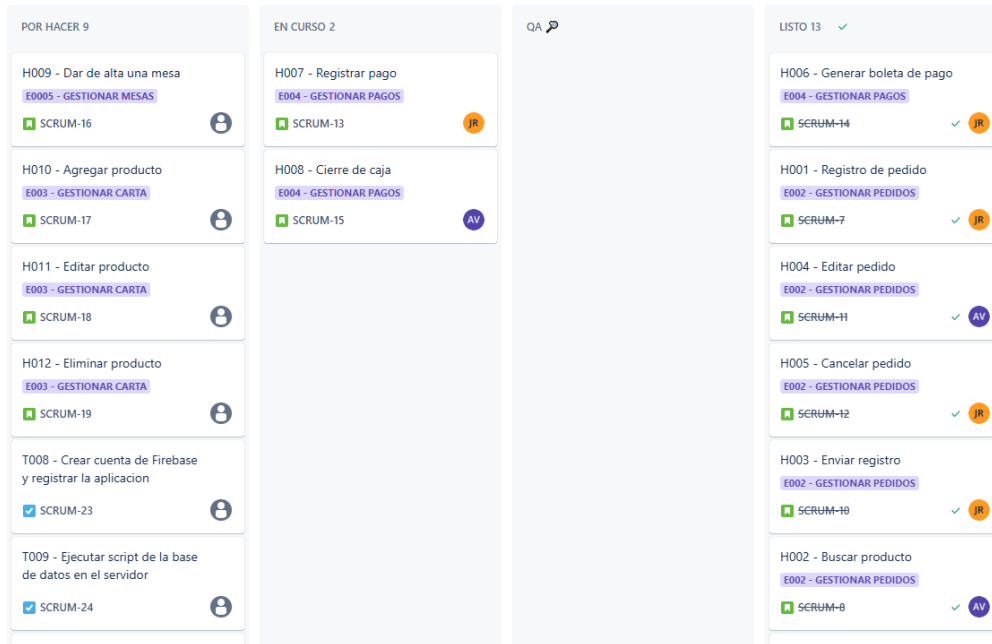 POR HACER 9
H009 - Dar de alta una mesa
E0005 - GESTIONAR MESAS
SCRUM-16
H010 - Agregar producto
E003 - GESTIONAR CARTA
SCRUM-17
H011 - Editar producto
E003 - GESTIONAR CARTA
SCRUM-18
H012 - Eliminar producto
E003 - GESTIONAR CARTA
SCRUM-19
T008 - Crear cuenta de Firebase
y registrar la aplicacion
SCRUM-23
T009 - Ejecutar script de la base
de datos en el servidor
SCRUM-24
EN CURSO 2
H007 - Registrar pago
E004 - GESTIONAR PAGOS
SCRUM-13 JR
H008 - Cierre de caja
E004 - GESTIONAR PAGOS
SCRUM-15 AV
QA
LISTO 13
H006 - Generar boleta de pago
E004 - GESTIONAR PAGOS
SCRUM-14 JR
H001 - Registro de pedido
E002 - GESTIONAR PEDIDOS
SCRUM-7 JR
H004 - Editar pedido
E002 - GESTIONAR PEDIDOS
SCRUM-11 AV
H005 - Cancelar pedido
E002 - GESTIONAR PEDIDOS
SCRUM-12 JR
H003 - Enviar registro
E002 - GESTIONAR PEDIDOS
SCRUM-10 JR
H002 - Buscar producto
E002 - GESTIONAR PEDIDOS
SCRUM-8 AV